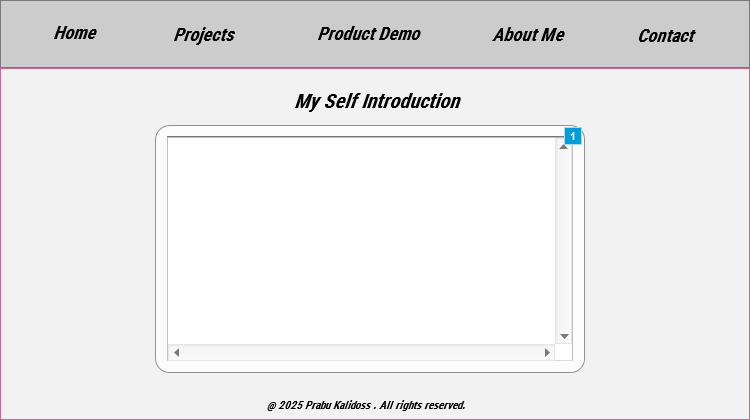 Home Projects Product Demo About Me Contact
My Self Introduction
1
@ 2025 Prabu Kalidoss . All rights reserved.